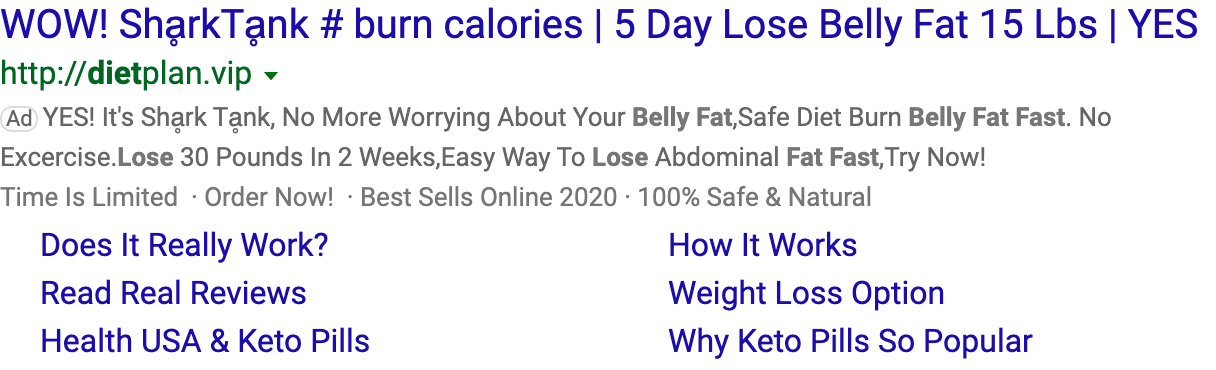 WOW! Shḁrk Tḁnk # burn calories | 5 Day Lose Belly Fat 15 Lbs | YES
http://dietplan.vip
Ad YES! It's Shḁrk Tḁnk, No More Worrying About Your Belly Fat,Safe Diet Burn Belly Fat Fast. No
Excercise.Lose 30 Pounds In 2 Weeks,Easy Way To Lose Abdominal Fat Fast,Try Now!
Time Is Limited · Order Now! · Best Sells Online 2020 · 100% Safe & Natural
Does It Really Work? How It Works
Read Real Reviews Weight Loss Option
Health USA & Keto Pills Why Keto Pills So Popular